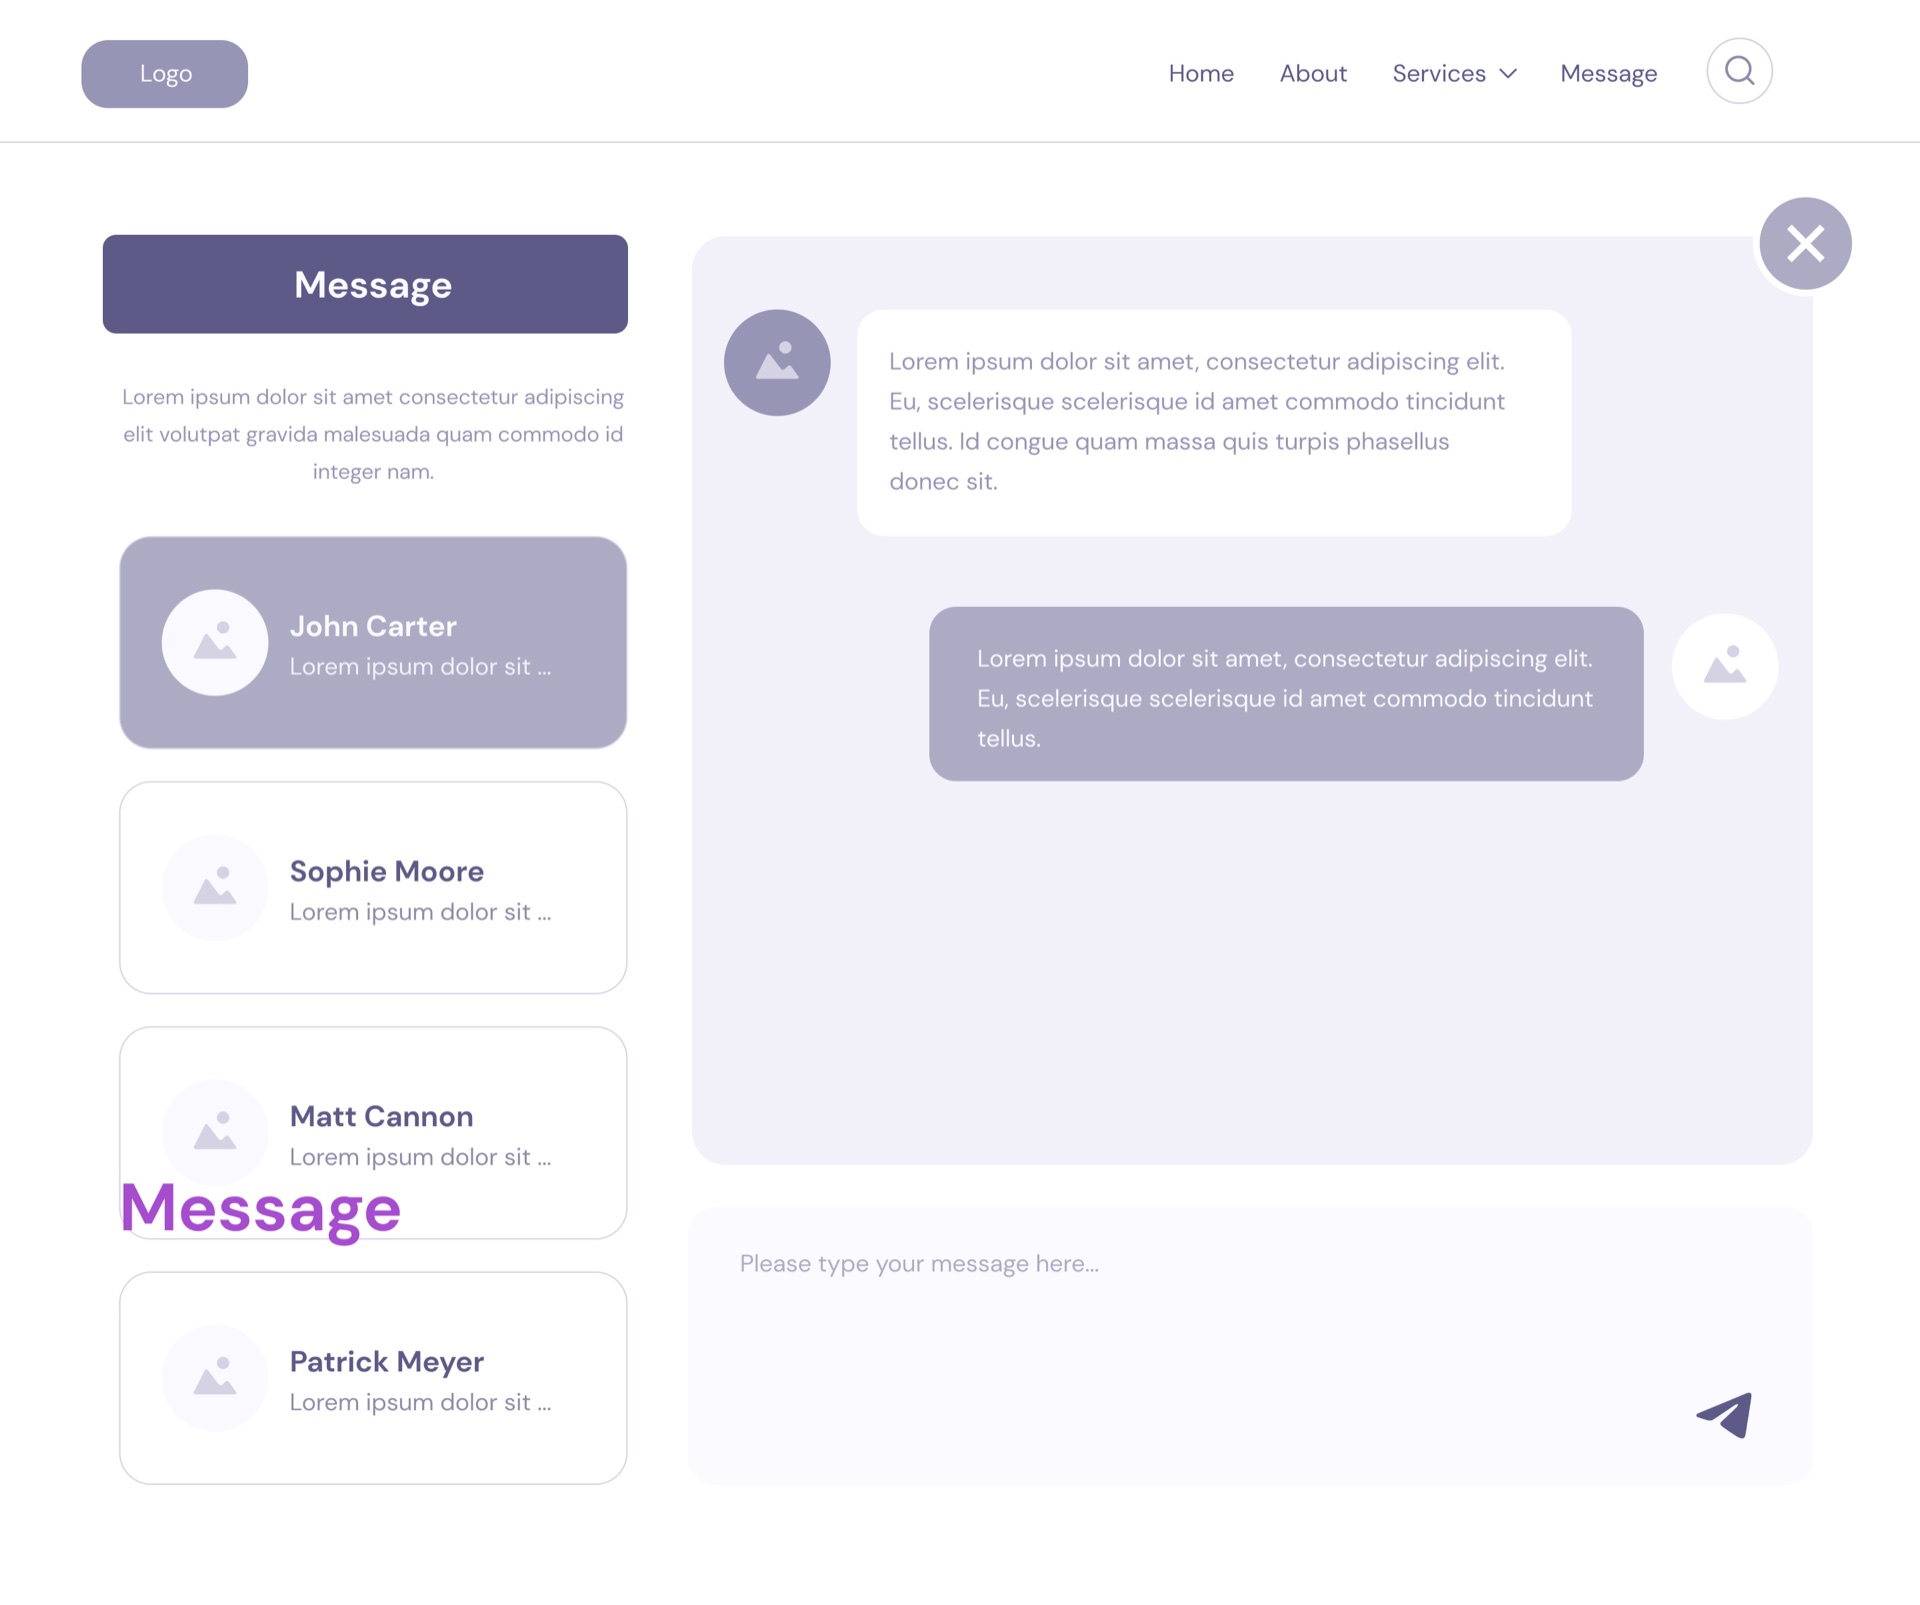 Logo
Home About Services Message
Message
Lorem ipsum dolor sit amet consectetur adipiscing
elit volutpat gravida malesuada quam commodo id
integer nam.
John Carter
Lorem ipsum dolor sit ...
Sophie Moore
Lorem ipsum dolor sit ...
Matt Cannon
Lorem ipsum dolor sit ...
Message
Patrick Meyer
Lorem ipsum dolor sit ...
Lorem ipsum dolor sit amet, consectetur adipiscing elit.
Eu, scelerisque scelerisque id amet commodo tincidunt
tellus. Id congue quam massa quis turpis phasellus
donec sit.
Lorem ipsum dolor sit amet, consectetur adipiscing elit.
Eu, scelerisque scelerisque id amet commodo tincidunt
tellus.
Please type your message here...